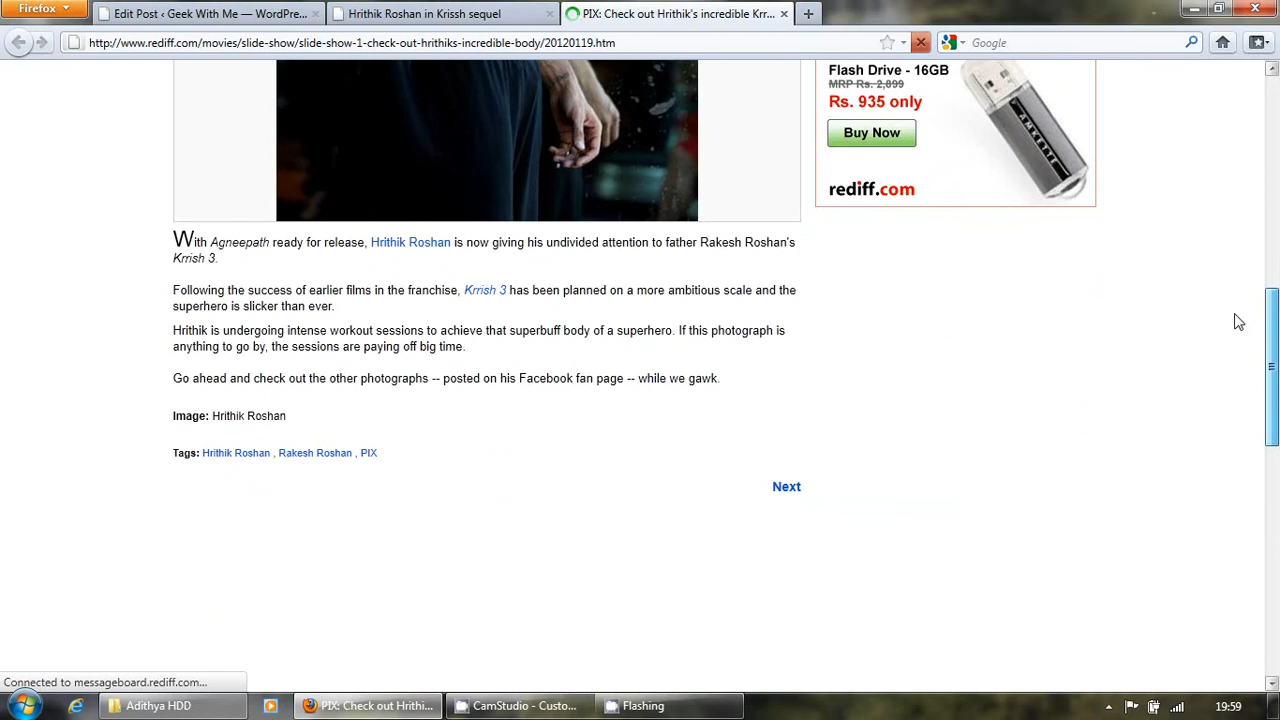 Firefox
Edit Post ‹ Geek With Me — WordPre...
Hrithik Roshan in Krissh sequel
PIX: Check out Hrithik's incredible Krr...
http://www.rediff.com/movies/slide-show/slide-show-1-check-out-hrithiks-incredible-body/20120119.htm
Google
Flash Drive - 16GB
MRP Rs. 2,899
Rs. 935 only
Buy Now
rediff.com
With Agneepath ready for release, Hrithik Roshan is now giving his undivided attention to father Rakesh Roshan's
Krrish 3.
Following the success of earlier films in the franchise, Krrish 3 has been planned on a more ambitious scale and the
superhero is slicker than ever.
Hrithik is undergoing intense workout sessions to achieve that superbuff body of a superhero. If this photograph is
anything to go by, the sessions are paying off big time.
Go ahead and check out the other photographs -- posted on his Facebook fan page -- while we gawk.
Image: Hrithik Roshan
Tags: Hrithik Roshan , Rakesh Roshan , PIX
Next
Connected to messageboard.rediff.com...
Adithya HDD
PIX: Check out Hrithi...
CamStudio - Custo...
Flashing
19:59